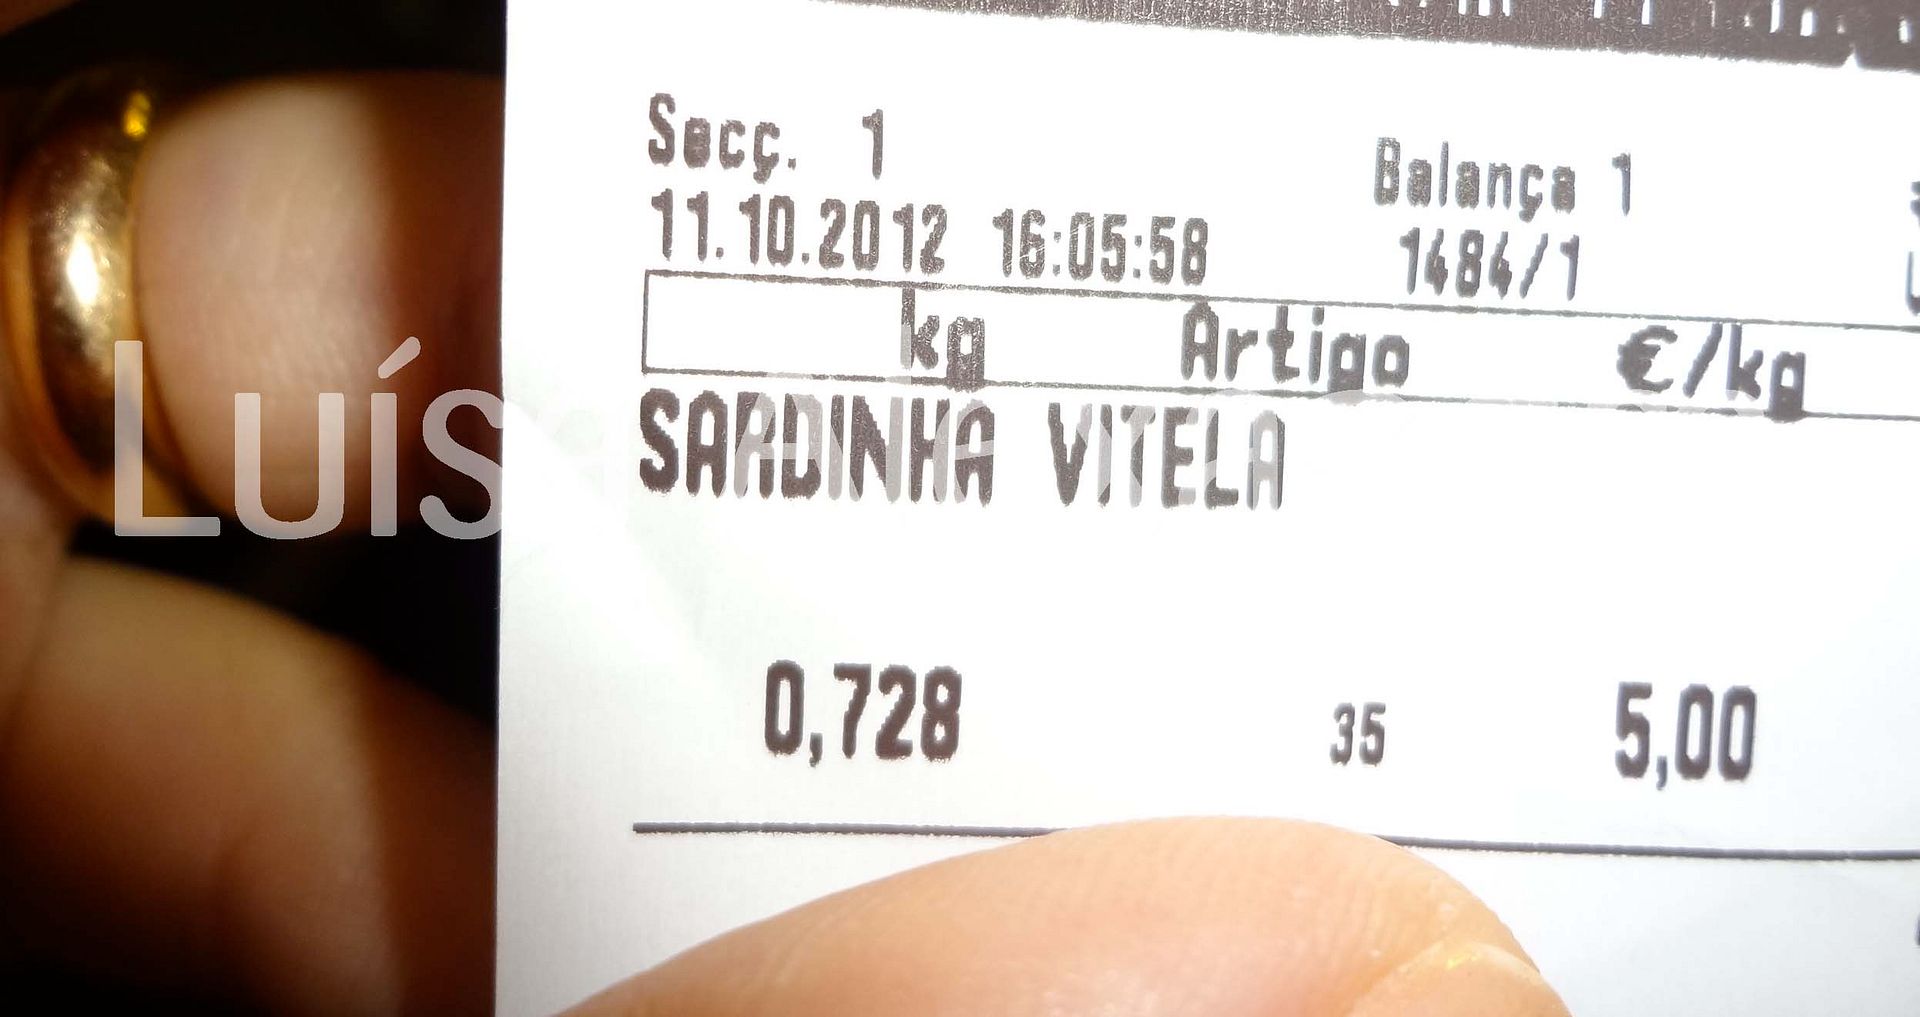 Secç. 1 Balança 1
11.10.2012 16:05:58 1484/1
kg Artigo €/kg
SARDINHA VITELA
0,728 35 5,00
Luís